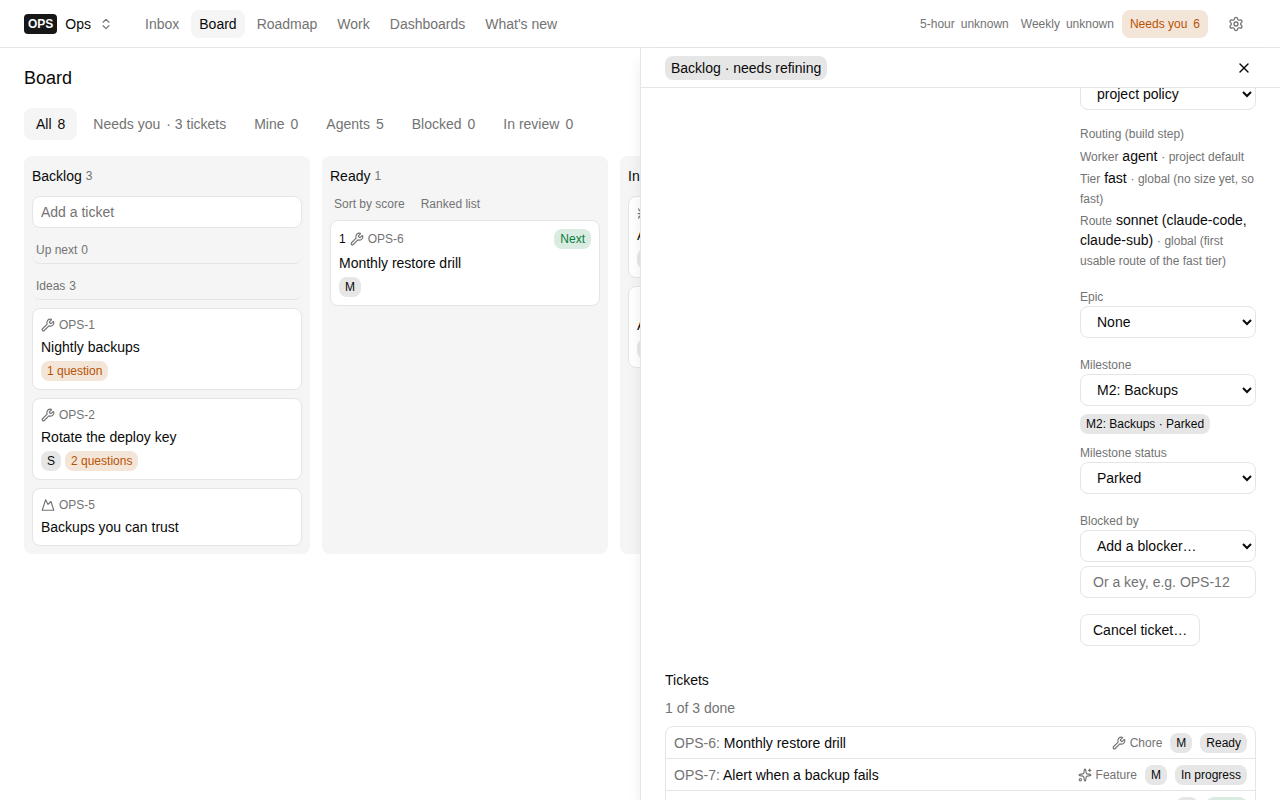 OPS Ops Inbox Board Roadmap Work Dashboards What's new 5-hour unknown Weekly unknown Needs you 6
Board
All 8 Needs you · 3 tickets Mine 0 Agents 5 Blocked 0 In review 0
Backlog 3
Add a ticket
Up next 0
Ideas 3
OPS-1
Nightly backups
1 question
OPS-2
Rotate the deploy key
S 2 questions
OPS-5
Backups you can trust
Ready 1
Sort by score Ranked list
1 OPS-6 Next
Monthly restore drill
M
In
Backlog · needs refining
project policy
Routing (build step)
Worker agent · project default
Tier fast · global (no size yet, so
fast)
Route sonnet (claude-code,
claude-sub) · global (first
usable route of the fast tier)
Epic
None
Milestone
M2: Backups
M2: Backups · Parked
Milestone status
Parked
Blocked by
Add a blocker…
Or a key, e.g. OPS-12
Cancel ticket…
Tickets
1 of 3 done
OPS-6: Monthly restore drill Chore M Ready
OPS-7: Alert when a backup fails Feature M In progress